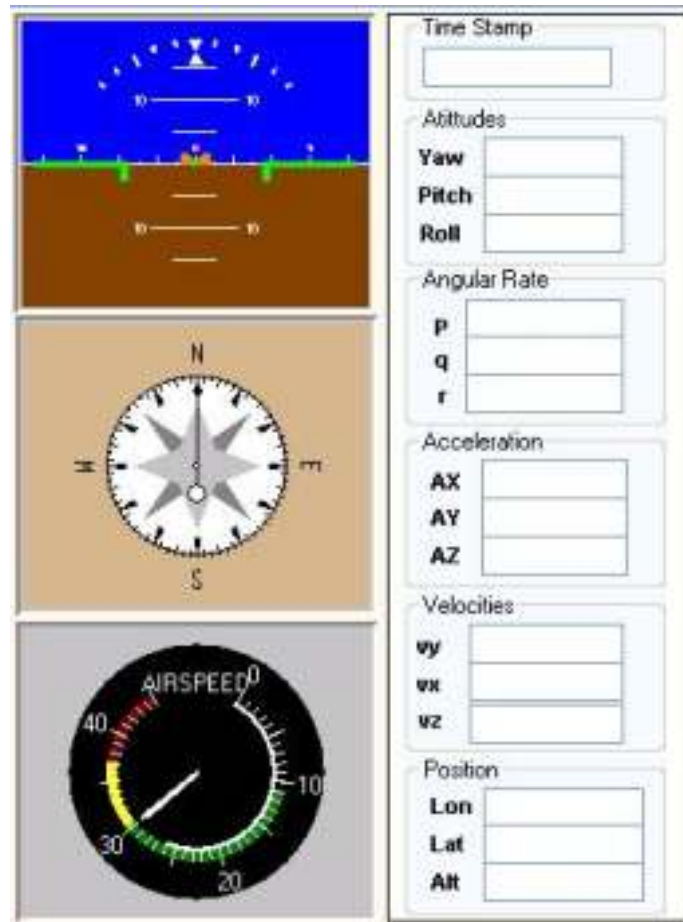 10 10
10 10
N
W E
S
AIRSPEED
0
10
20
30
40
Time Stamp
Atittudes
Yaw
Pitch
Roll
Angular Rate
p
q
r
Acceleration
AX
AY
AZ
Velocities
vy
vx
vz
Position
Lon
Lat
Alt